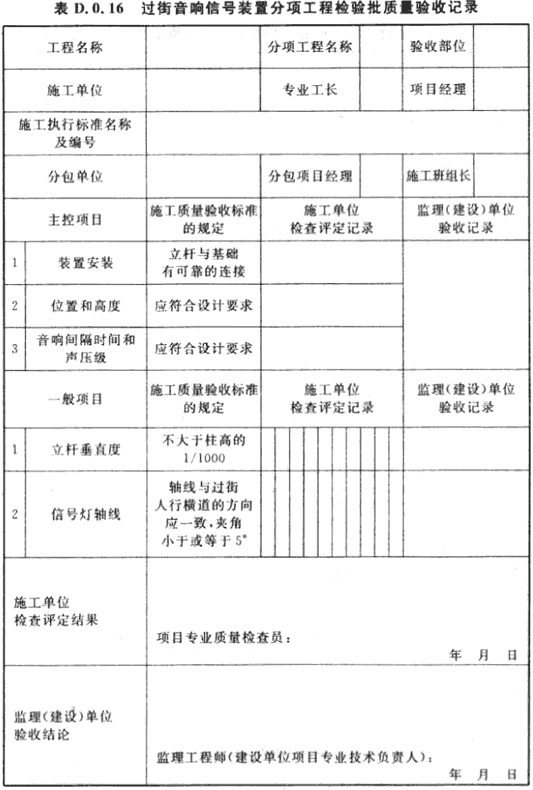 表 D.0.16 过街音响信号装置分项工程检验批质量验收记录
工程名称 分项工程名称 验收部位
施工单位 专业工长 项目经理
施工执行标准名称
及编号
分包单位 分包项目经理 施工班组长
主控项目 施工质量验收标准 施工单位 监理(建设)单位
的规定 检查评定记录 验收记录
1 装置安装 立杆与基础
有可靠的连接
2 位置和高度 应符合设计要求
3 音响间隔时间和
声压级 应符合设计要求
一般项目 施工质量验收标准 施工单位 监理(建设)单位
的规定 检查评定记录 验收记录
1 立杆垂直度 不大于柱高的
1/1000
2 信号灯轴线 轴线与过街
人行横道的方向
应一致,夹角
小于或等于5°
施工单位
检查评定结果
项目专业质量检查员:
年 月 日
监理(建设)单位
验收结论
监理工程师(建设单位项目专业技术负责人):
年 月 日